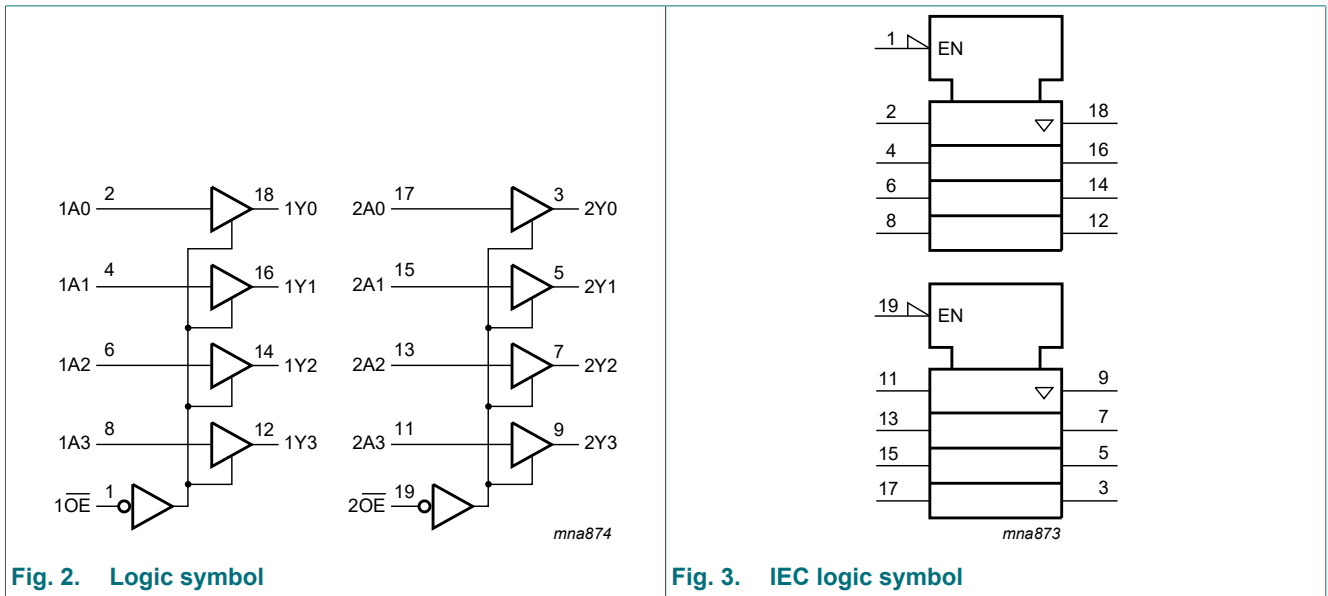 1A0 2 18 1Y0
1A1 4 16 1Y1
1A2 6 14 1Y2
1A3 8 12 1Y3
1O̅E̅ 1
2A0 17 3 2Y0
2A1 15 5 2Y1
2A2 13 7 2Y2
2A3 11 9 2Y3
2O̅E̅ 19
mna874
Fig. 2. Logic symbol
1 EN
2 18
4 16
6 14
8 12
19 EN
11 9
13 7
15 5
17 3
mna873
Fig. 3. IEC logic symbol